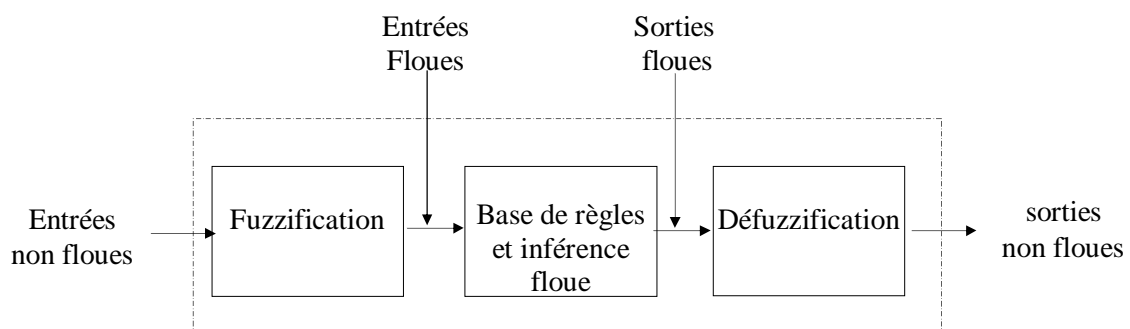 Entrées
Floues
Sorties
floues
Entrées
non floues
Fuzzification
Base de règles
et inférence
floue
Défuzzification
sorties
non floues